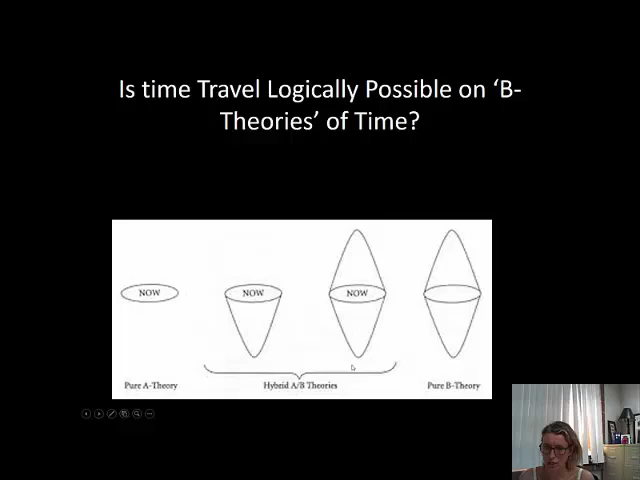 Is time Travel Logically Possible on ‘B-
Theories’ of Time?
NOW
NOW
NOW
Pure A-Theory
Hybrid A/B Theories
Pure B-Theory